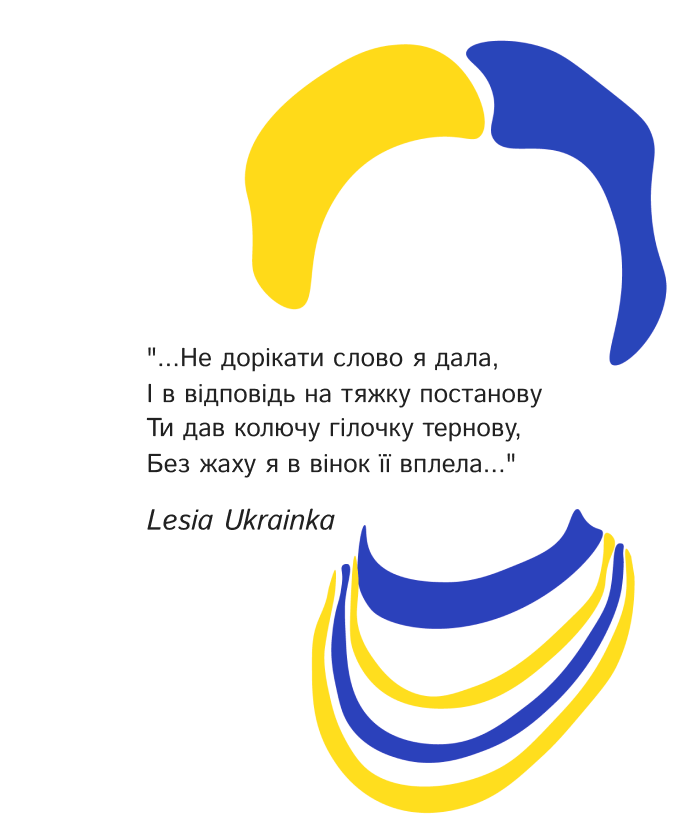 "...Не дорікати слово я дала,
І в відповідь на тяжку постанову
Ти дав колючу гілочку тернову,
Без жаху я в вінок її вплела..."
Lesia Ukrainka